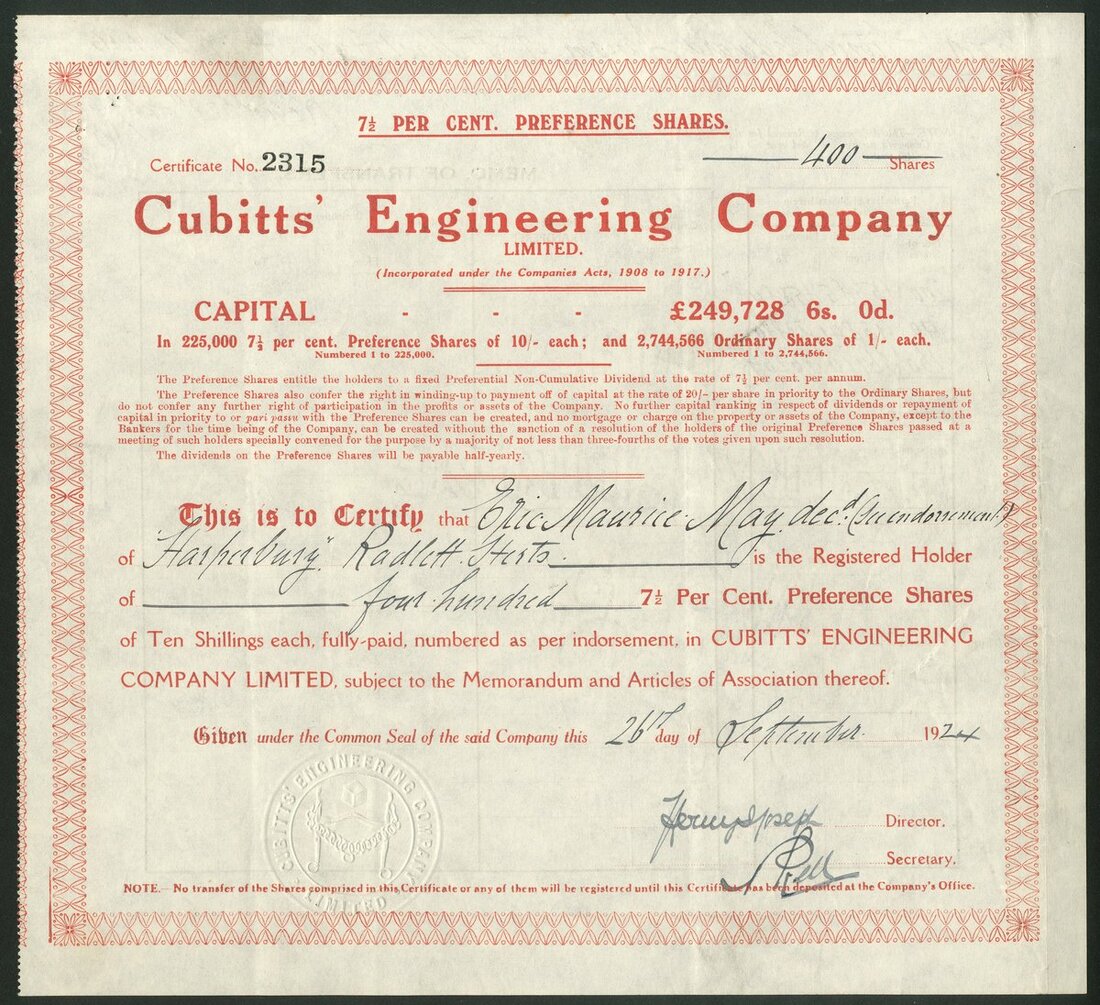 7½ PER CENT. PREFERENCE SHARES.
Certificate No. 2315 400 Shares
Cubitts' Engineering Company
LIMITED.
(Incorporated under the Companies Acts, 1908 to 1917.)
CAPITAL - - - £249,728 6s. 0d.
In 225,000 7½ per cent. Preference Shares of 10/- each; and 2,744,566 Ordinary Shares of 1/- each.
Numbered 1 to 225,000. Numbered 1 to 2,744,566.
The Preference Shares entitle the holders to a fixed Preferential Non-Cumulative Dividend at the rate of 7½ per cent. per annum.
The Preference Shares also confer the right in winding-up to payment off of capital at the rate of 20/- per share in priority to the Ordinary Shares, but
do not confer any further right of participation in the profits or assets of the Company. No further capital ranking in respect of dividends or repayment of
capital in priority to or pari passu with the Preference Shares can be created, and no mortgage or charge on the property or assets of the Company, except to the
Bankers for the time being of the Company, can be created without the sanction of a resolution of the holders of the original Preference Shares passed at a
meeting of such holders specially convened for the purpose by a majority of not less than three-fourths of the votes given upon such resolution.
The dividends on the Preference Shares will be payable half-yearly.
This is to Certify that Eric Maurice May decd. (See endorsement)
of Harperbury Radlett Herts is the Registered Holder
of four hundred 7½ Per Cent. Preference Shares
of Ten Shillings each, fully-paid, numbered as per indorsement, in CUBITTS' ENGINEERING
COMPANY LIMITED, subject to the Memorandum and Articles of Association thereof.
Given under the Common Seal of the said Company this 26th day of September 1924
CUBITTS' ENGINEERING COMPANY
LIMITED
Director.
Secretary.
NOTE.—No transfer of the Shares comprised in this Certificate or any of them will be registered until this Certificate has been deposited at the Company's Office.